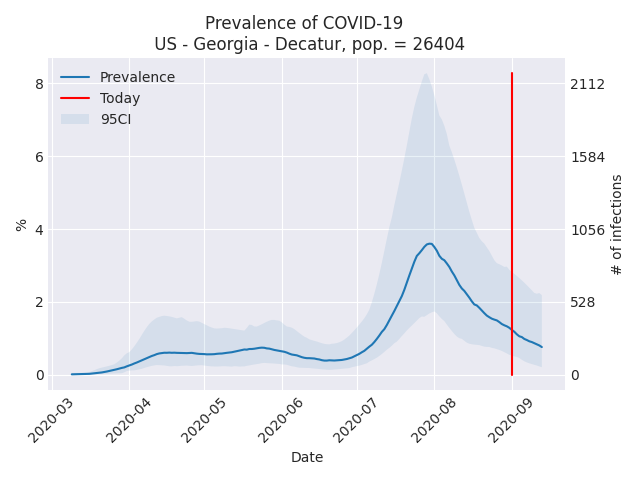 Prevalence of COVID-19
US - Georgia - Decatur, pop. = 26404
Prevalence
Today
95CI
%
8
6
4
2
0
# of infections
2112
1584
1056
528
0
2020-03
2020-04
2020-05
2020-06
2020-07
2020-08
2020-09
Date